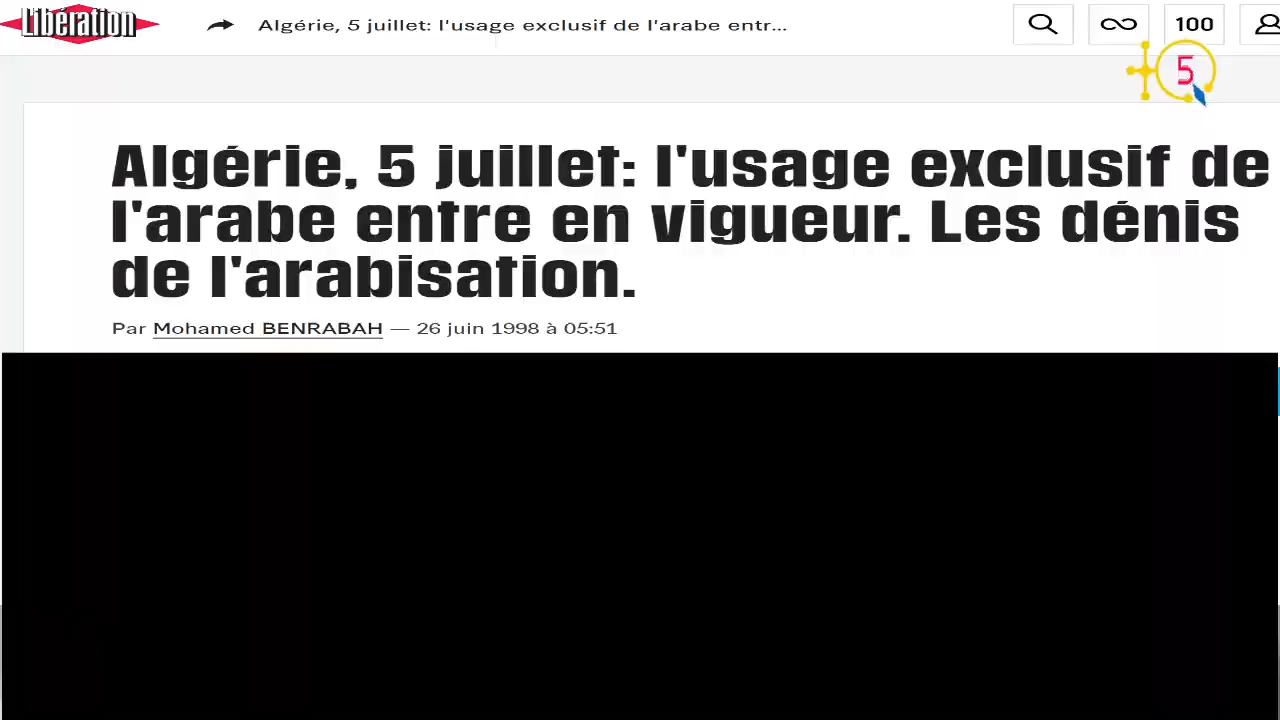 Libération
Algérie, 5 juillet: l'usage exclusif de l'arabe entr...
100
5
Algérie, 5 juillet: l'usage exclusif de
l'arabe entre en vigueur. Les dénis
de l'arabisation.
Par Mohamed BENRABAH — 26 juin 1998 à 05:51